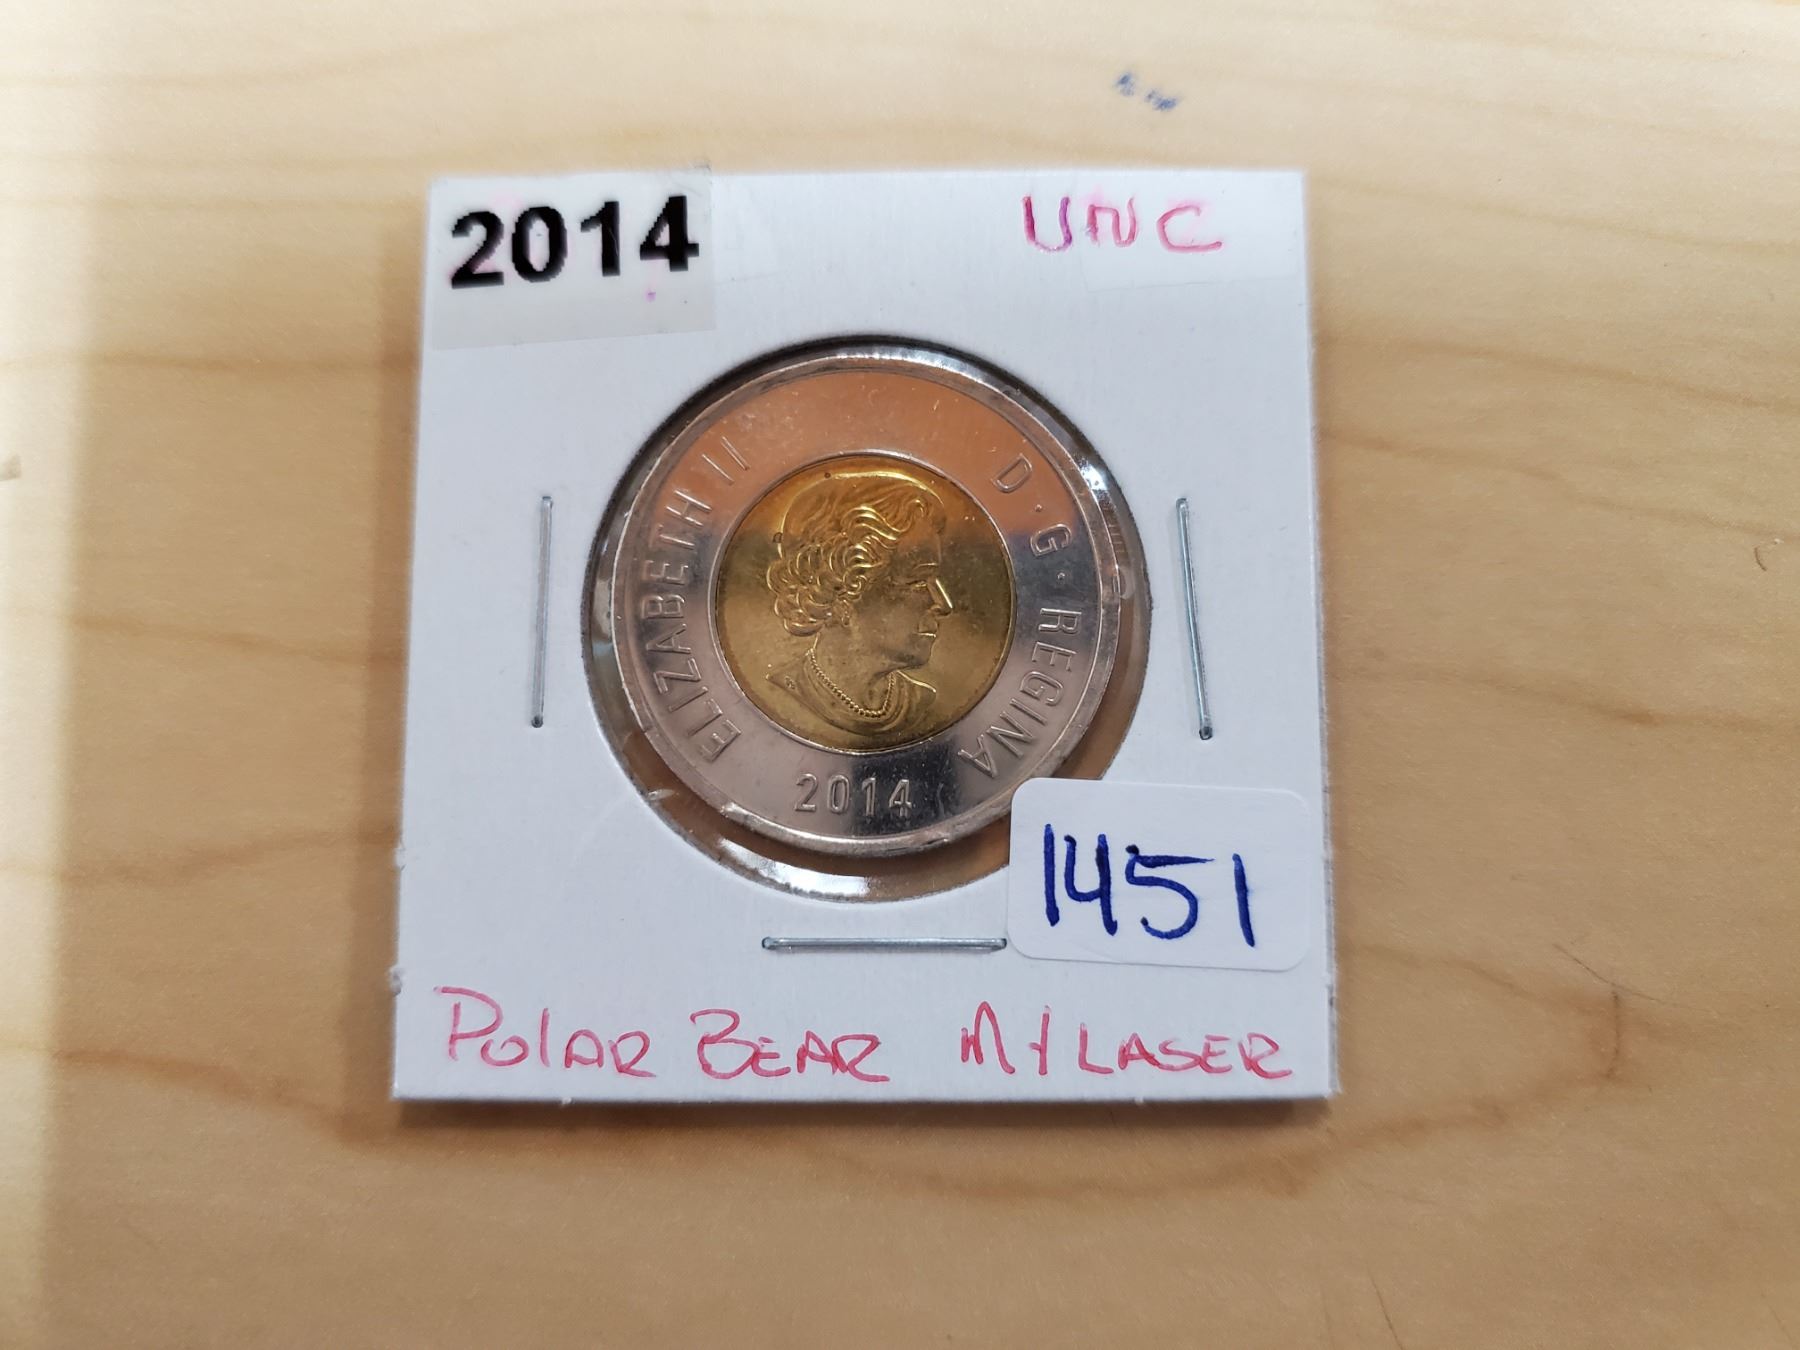 2014
UNC
ELIZABETH II D·G·REGINA
2014
1451
POLAR BEAR M/LASER